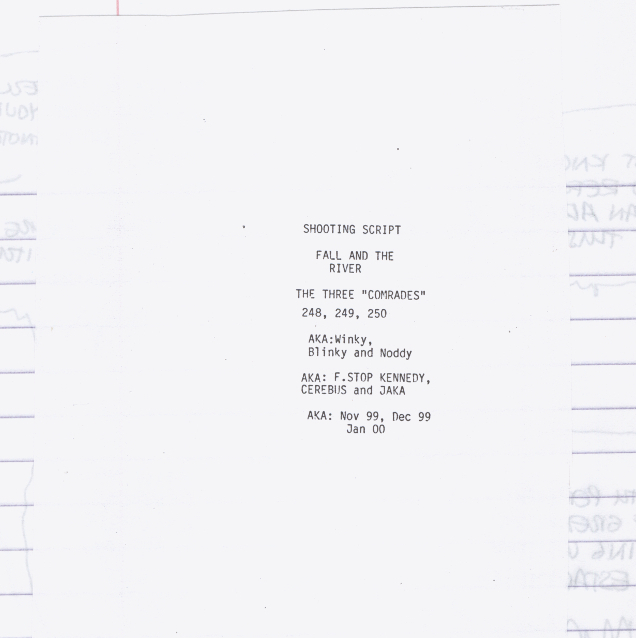 SHOOTING SCRIPT
FALL AND THE
RIVER
THE THREE "COMRADES"
248, 249, 250
AKA:Winky,
Blinky and Noddy
AKA: F.STOP KENNEDY,
CEREBUS and JAKA
AKA: Nov 99, Dec 99
Jan 00